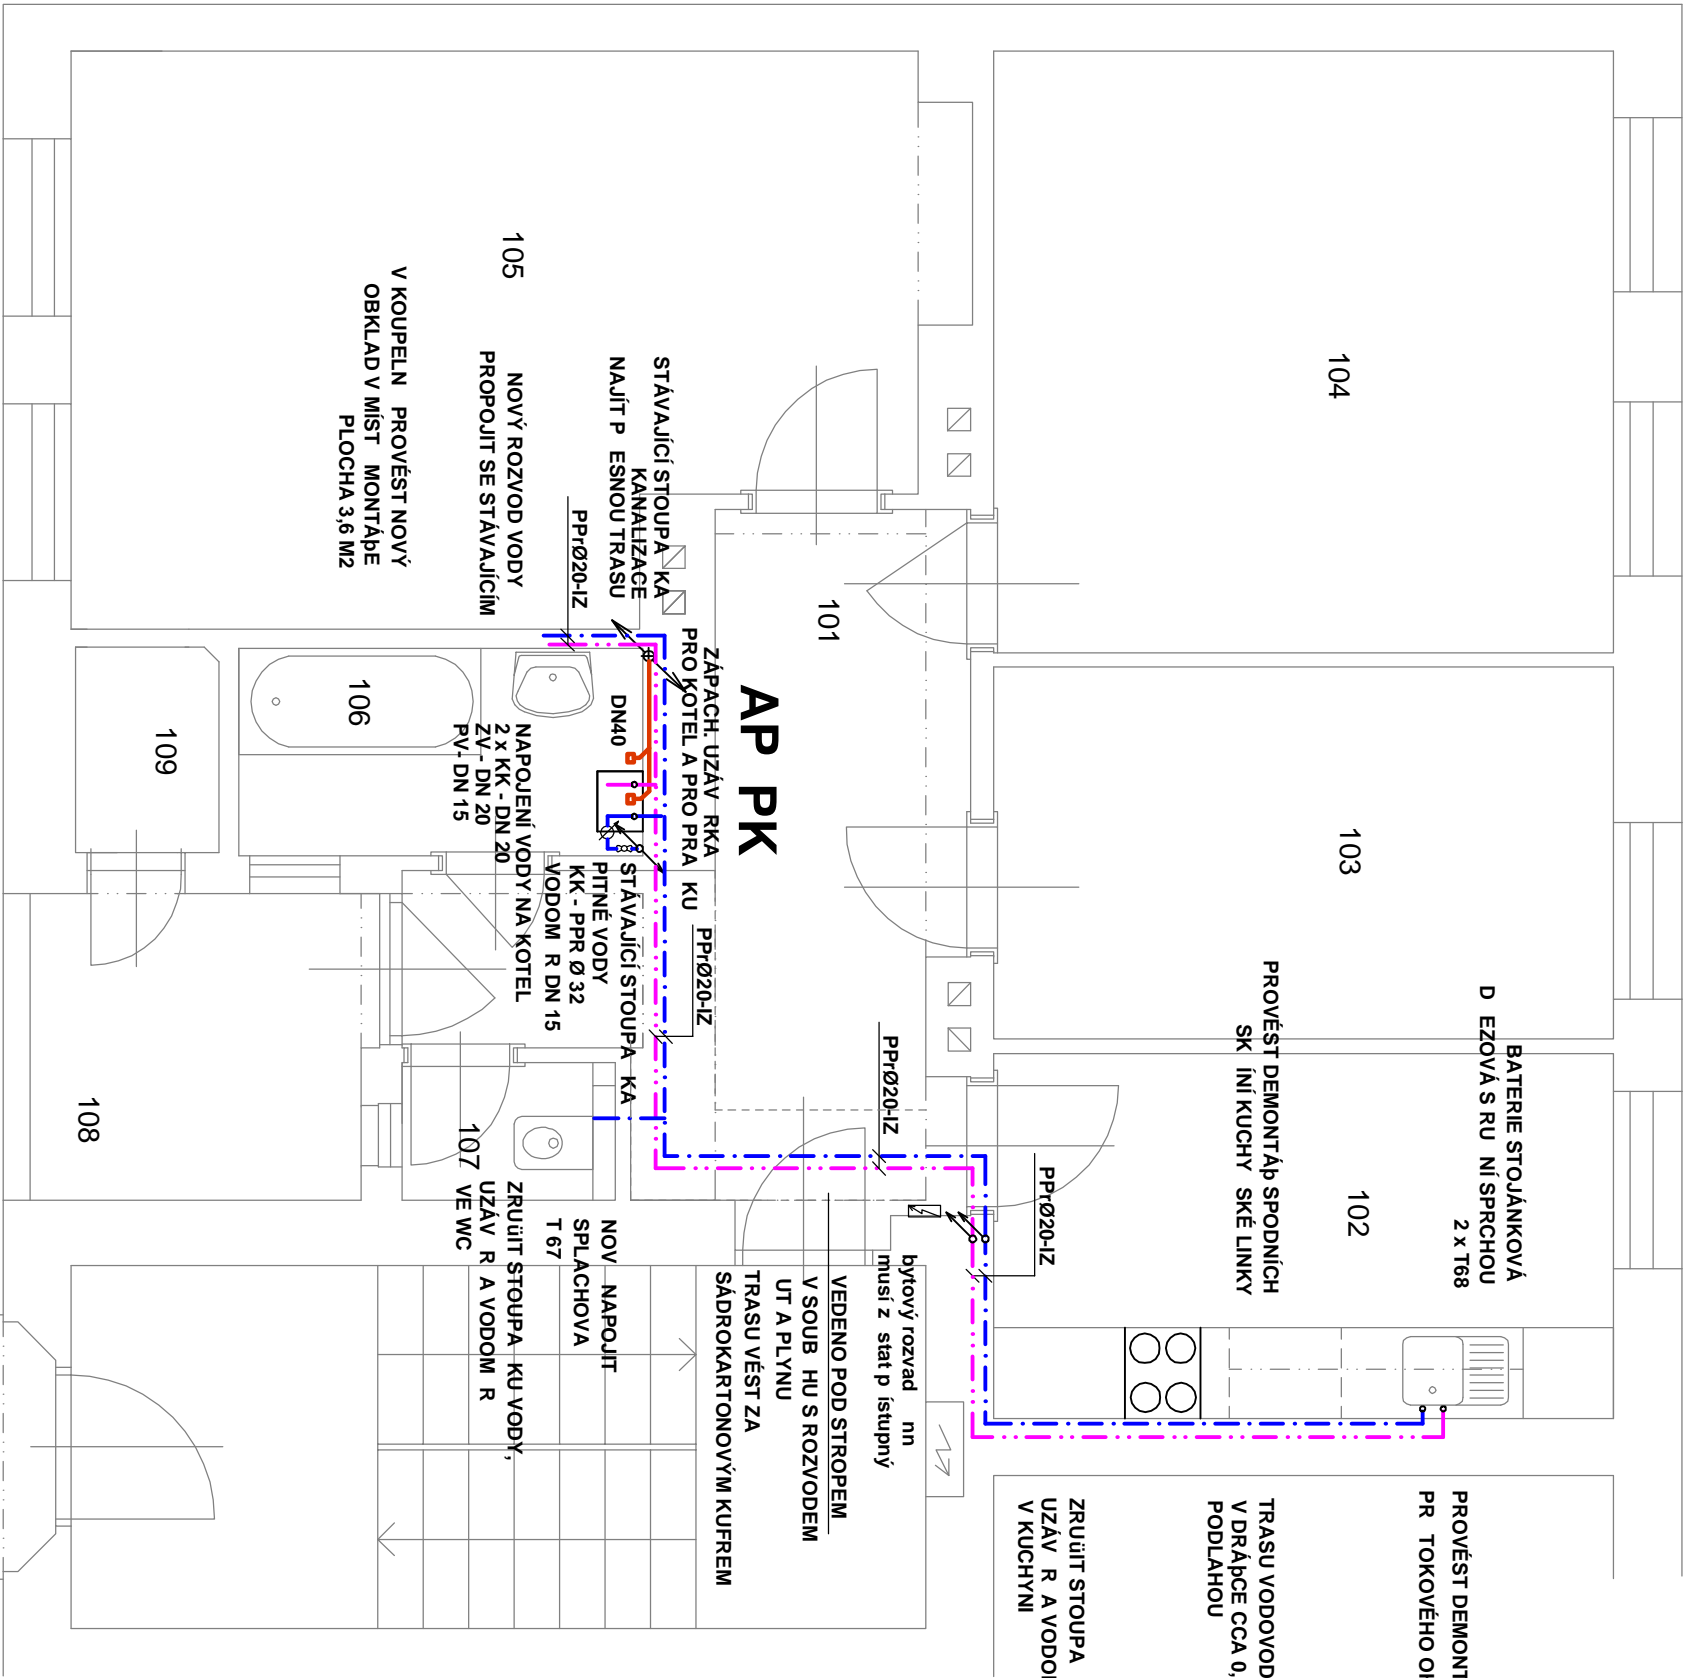 104
103
102
105
101
106
109
108
107
AP PK
BATERIE STOJÁNKOVÁ
D EZOVÁ S RU NÍ SPRCHOU
2 x T68
PROVÉST DEMONTÁþ SPODNÍCH
SK ÍNÍ KUCHY SKÉ LINKY
PROVÉST DEMONT
PR TOKOVÉHO
TRASU VODOVOD
V DRÁþCE CCA 0,
PODLAHOU
ZRUüIT STOUPA
UZÁV R A
V KUCHYNI
PPrØ20-IZ
PPrØ20-IZ
PPrØ20-IZ
PPrØ20-IZ
bytový rozvad nn
musí z stat p ístupný
VEDENO POD STROPEM
V SOUB HU S ROZVODEM
UT A PLYNU
TRASU VÉST ZA
SÁDROKARTONOVÝM KUFREM
ZÁPACH. UZÁV RKA
PRO KOTEL A PRO PRA KU
STÁVAJÍCÍ STOUPA KA
KANALIZACE
NAJÍT P ESNOU TRASU
NOVÝ ROZVOD VODY
PROPOJIT SE STÁVAJÍCÍM
V KOUPELN PROVÉST NOVÝ
OBKLAD V MÍST MONTÁþE
PLOCHA 3,6 M2
DN40
STÁVAJÍCÍ STOUPA KA
PITNÉ VODY
KK - PPR Ø 32
VODOM R DN 15
NAPOJENÍ VODY NA KOTEL
2 x KK - DN 20
ZV - DN 20
PV- DN 15
NOV NAPOJIT
SPLACHOVA
T 67
ZRUüIT STOUPA KU VODY,
UZÁV R A VODOM R
VE WC